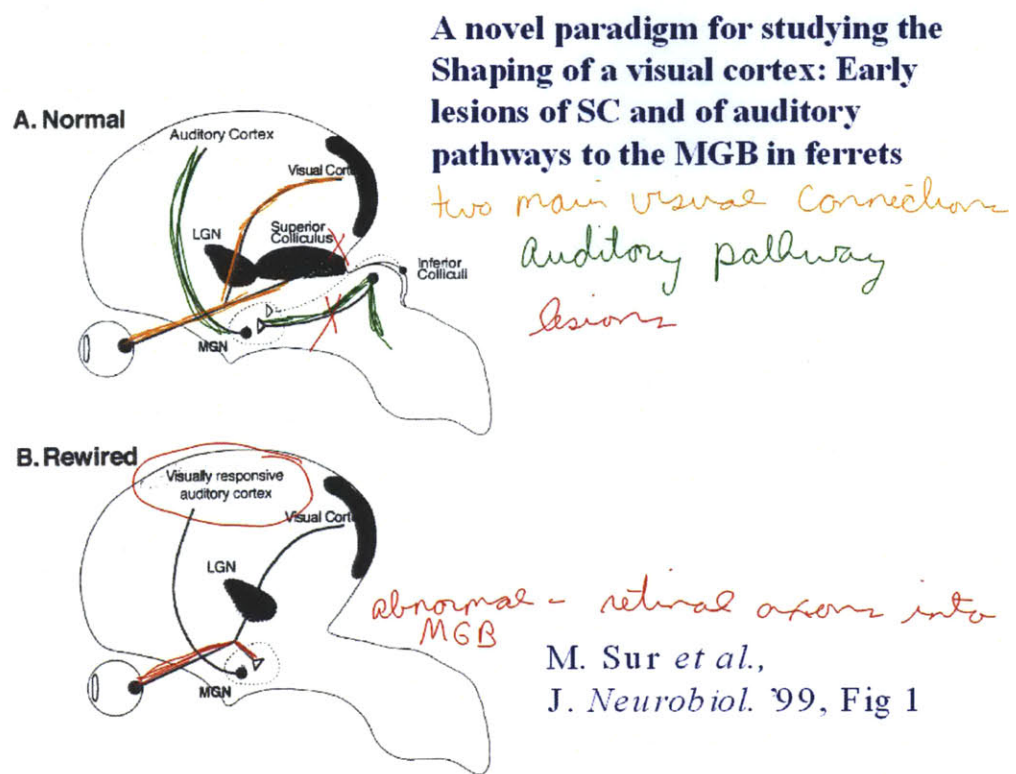 A novel paradigm for studying the
Shaping of a visual cortex: Early
lesions of SC and of auditory
pathways to the MGB in ferrets
two main visual connections
auditory pathway
lesions
A. Normal
Auditory Cortex
Visual Cort
LGN
Superior
Colliculus
Inferior
Colliculi
MGN
B. Rewired
Visually responsive
auditory cortex
Visual Cort
LGN
MGN
abnormal - retinal axons into
MGB
M. Sur et al.,
J. Neurobiol. '99, Fig 1